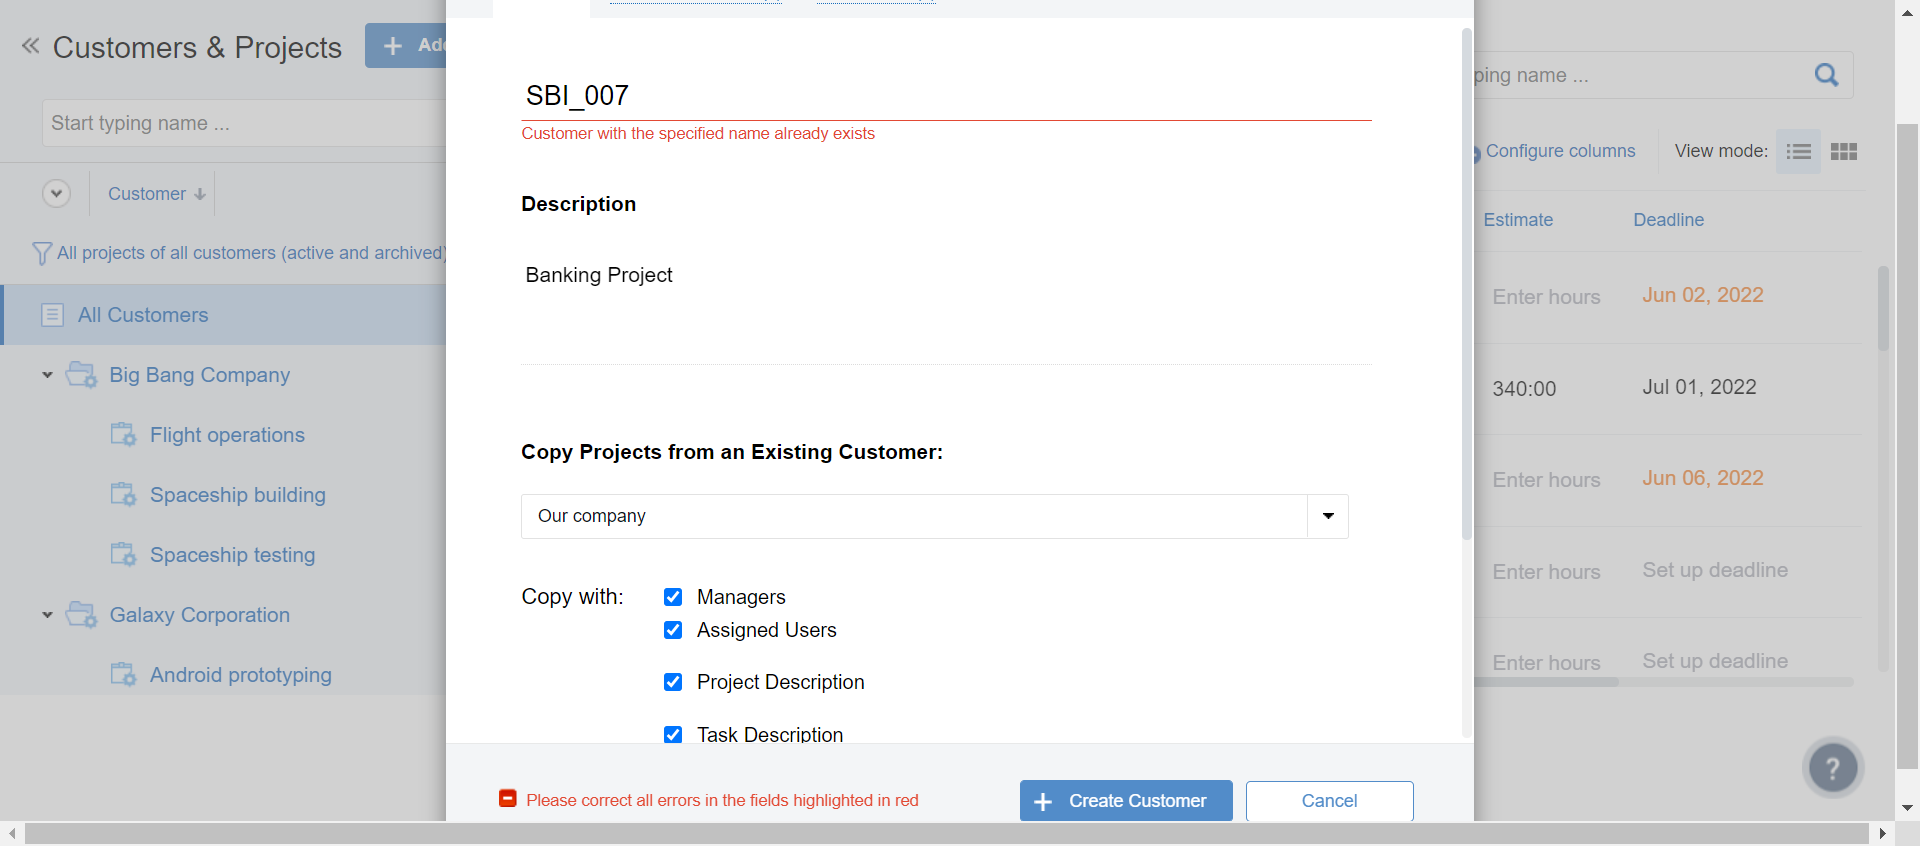 Customers & Projects
Start typing name ...
Customer
All projects of all customers (active and archived)
All Customers
Big Bang Company
Flight operations
Spaceship building
Spaceship testing
Galaxy Corporation
Android prototyping
SBI_007
Customer with the specified name already exists
Description
Banking Project
Copy Projects from an Existing Customer:
Our company
Copy with:
Managers
Assigned Users
Project Description
Task Description
Please correct all errors in the fields highlighted in red
Create Customer
Cancel
name ...
Configure columns
View mode:
Estimate
Deadline
Enter hours
Jun 02, 2022
340:00
Jul 01, 2022
Enter hours
Jun 06, 2022
Enter hours
Set up deadline
Enter hours
Set up deadline
?